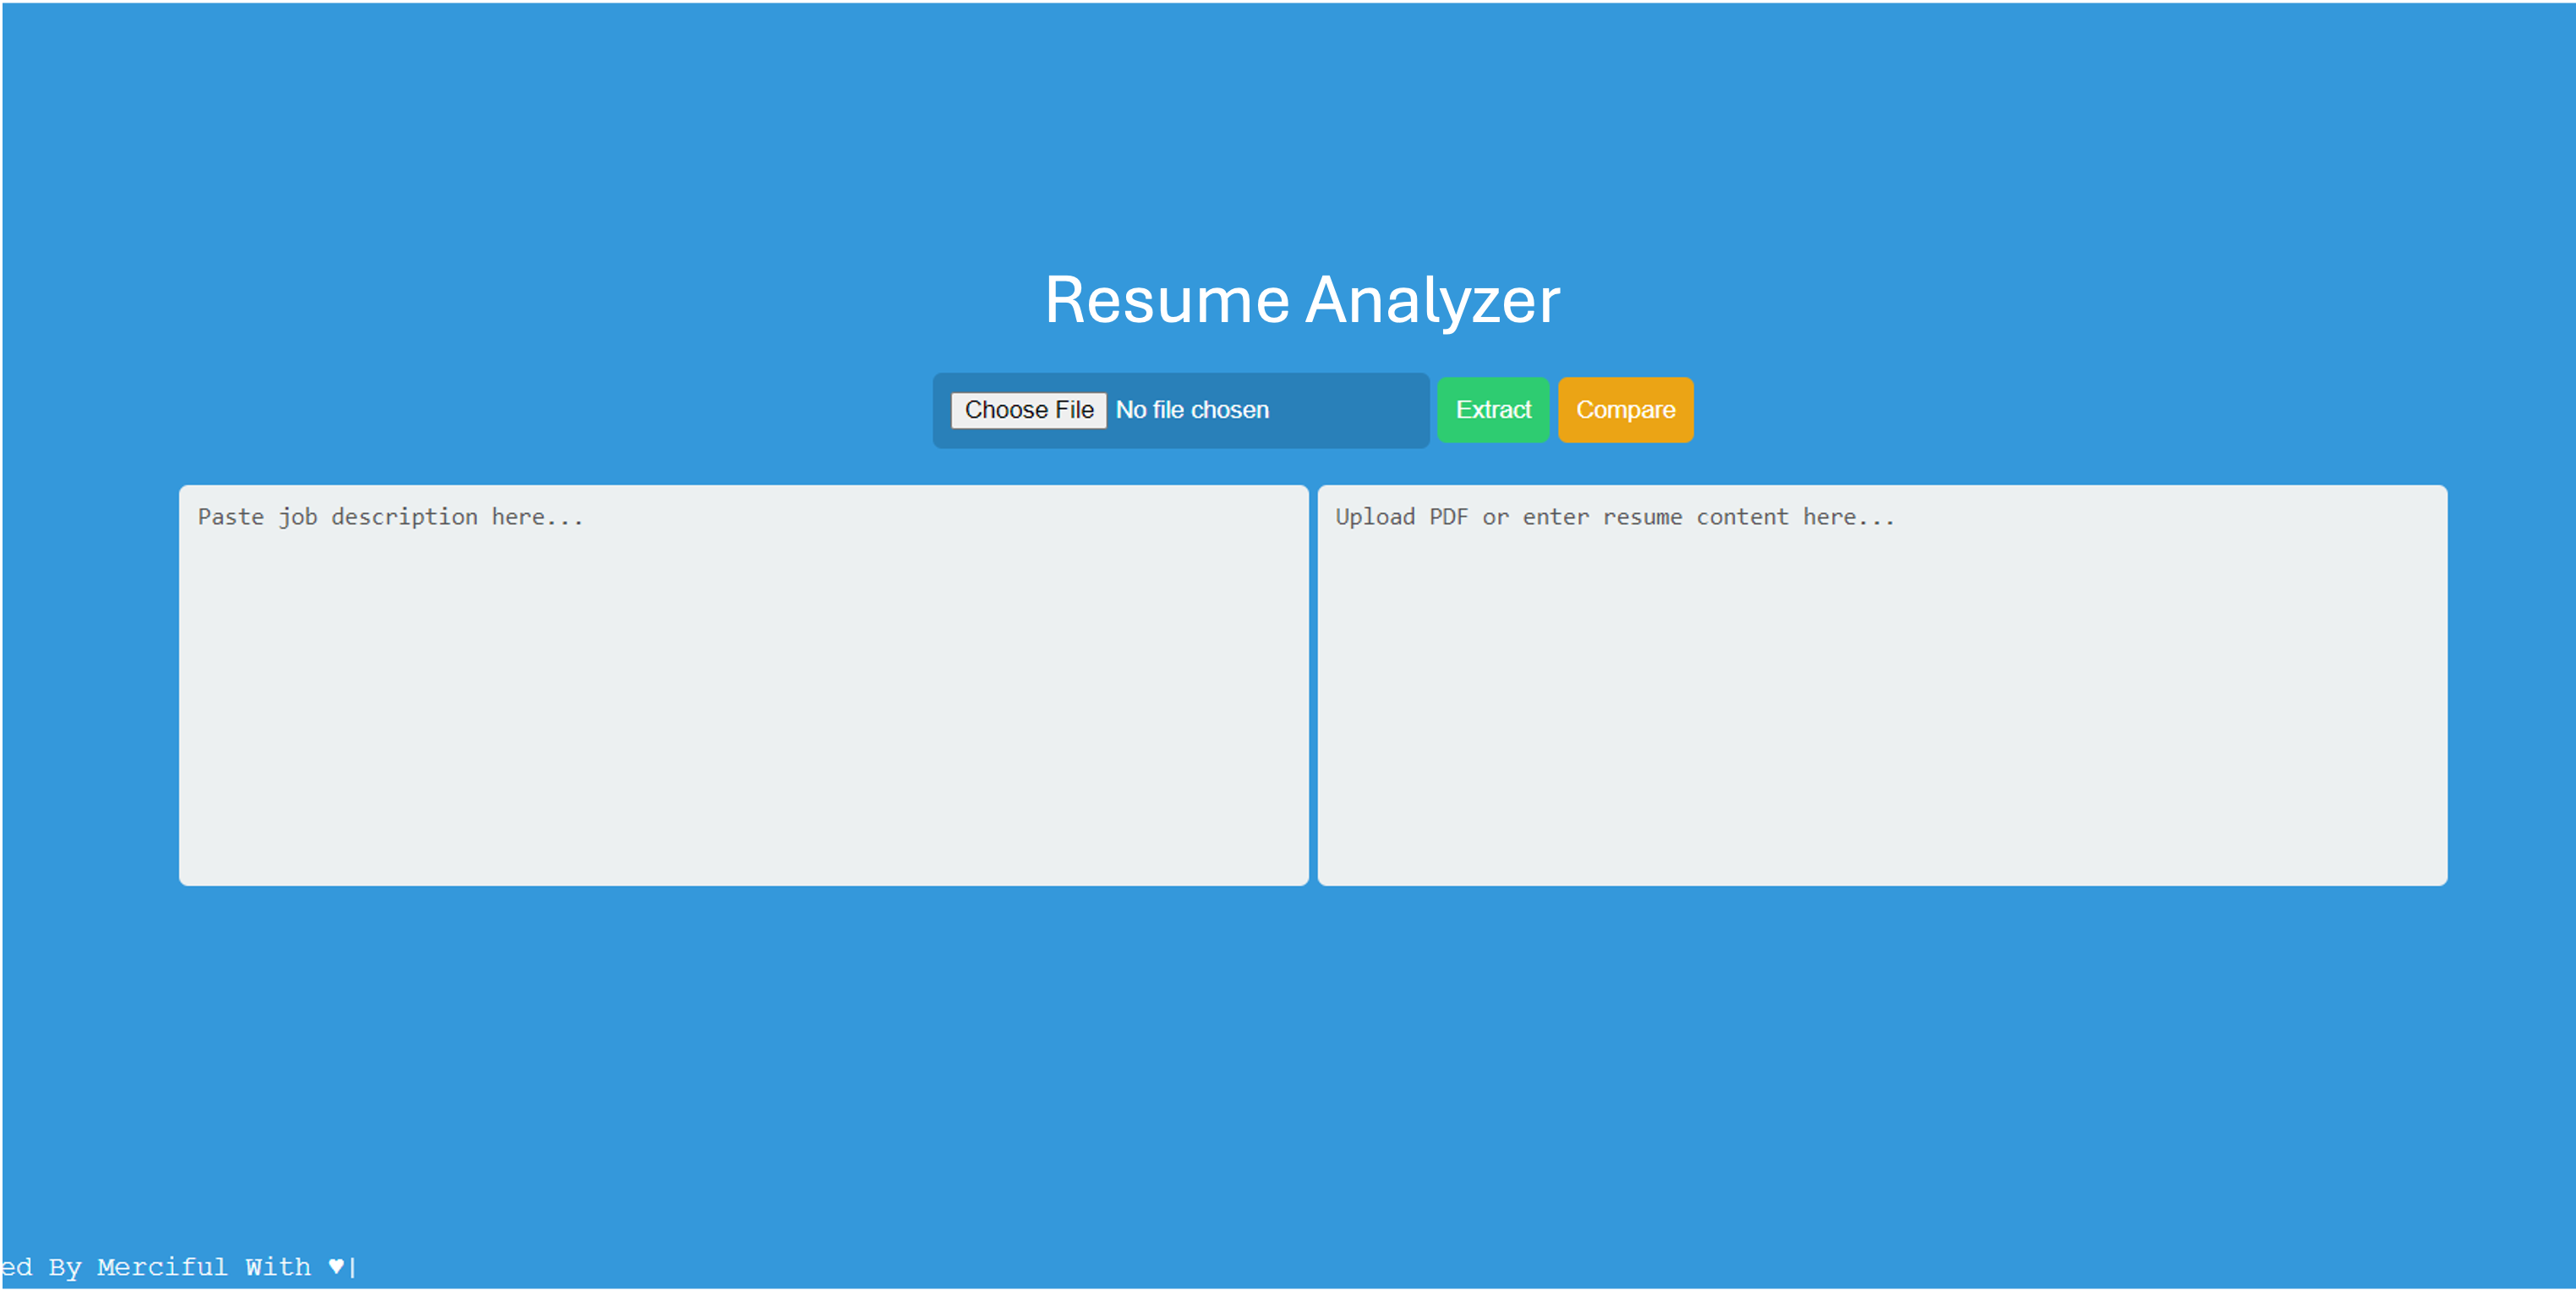 Resume Analyzer
Choose File No file chosen Extract Compare
Paste job description here...
Upload PDF or enter resume content here...
ed By Merciful With ♥|